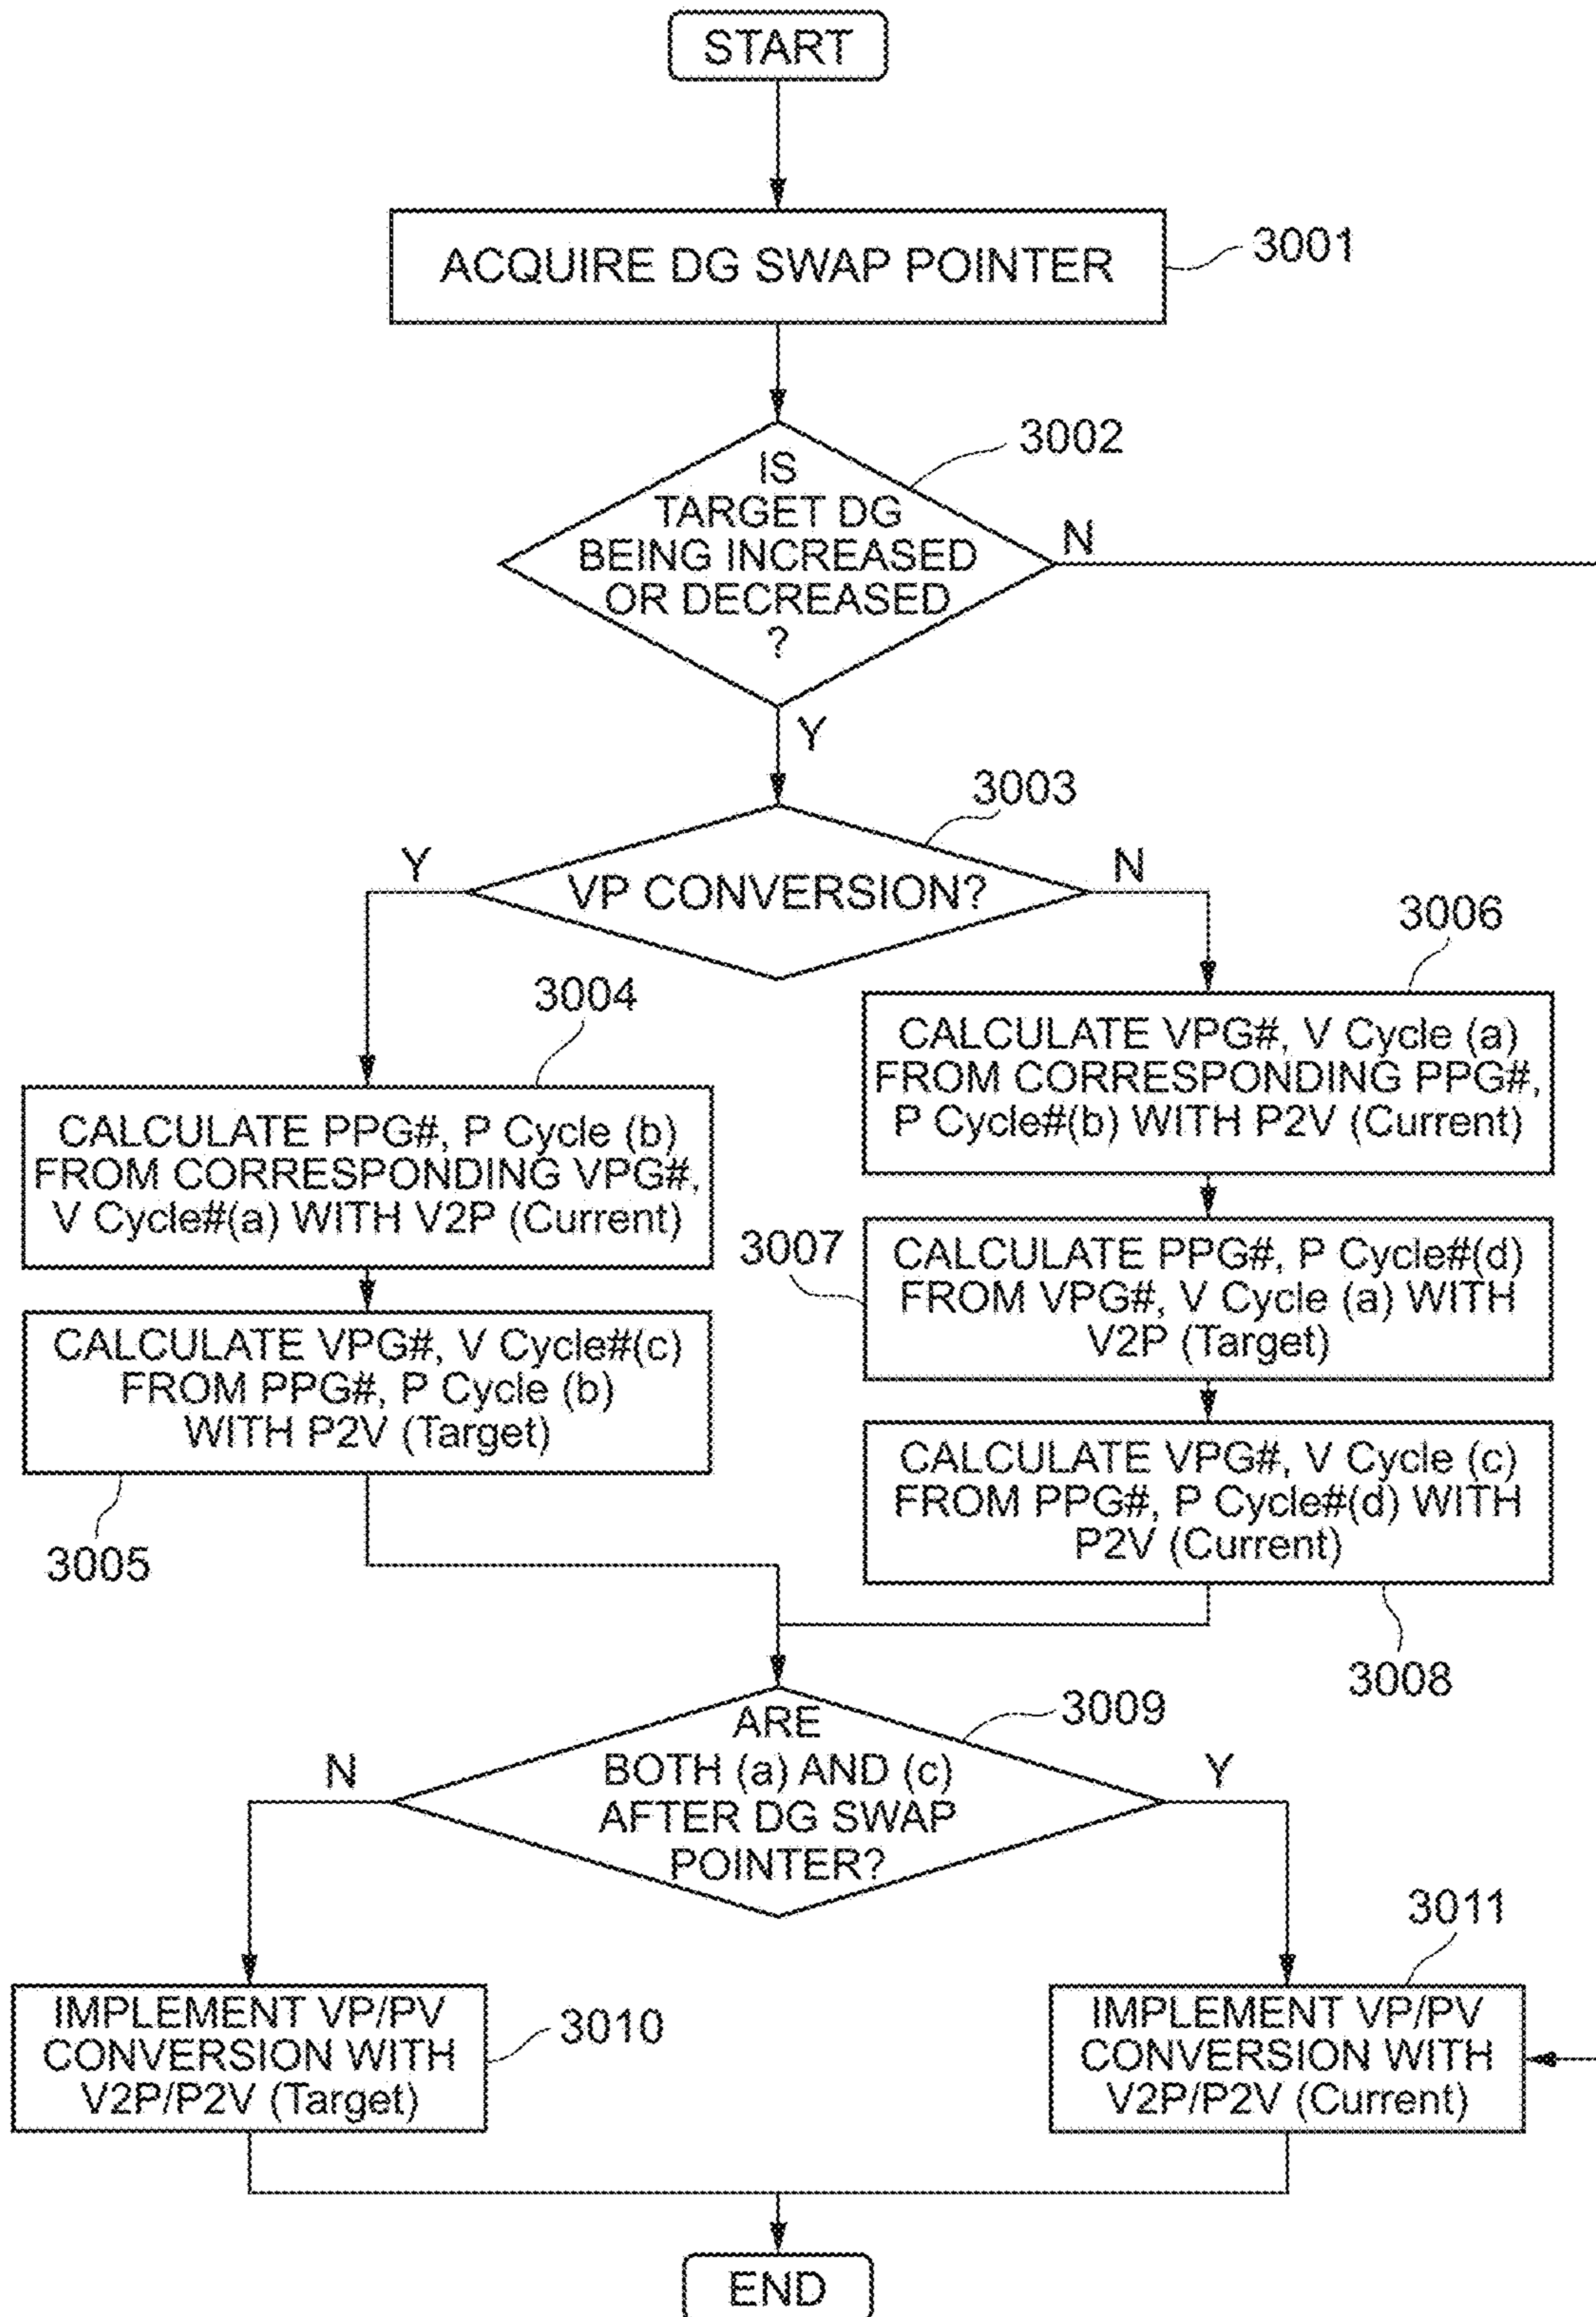 START
ACQUIRE DG SWAP POINTER
3001
3002
IS
TARGET DG
BEING INCREASED
OR DECREASED
?
N
Y
3003
Y
VP CONVERSION?
N
3004
CALCULATE PPG#, P Cycle (b)
FROM CORRESPONDING VPG#,
V Cycle#(a) WITH V2P (Current)
CALCULATE VPG#, V Cycle#(c)
FROM PPG#, P Cycle (b)
WITH P2V (Target)
3005
3006
CALCULATE VPG#, V Cycle (a)
FROM CORRESPONDING PPG#,
P Cycle#(b) WITH P2V (Current)
3007
CALCULATE PPG#, P Cycle#(d)
FROM VPG#, V Cycle (a) WITH
V2P (Target)
CALCULATE VPG#, V Cycle (c)
FROM PPG#, P Cycle#(d) WITH
P2V (Current)
3008
3009
ARE
BOTH (a) AND (c)
AFTER DG SWAP
POINTER?
N
Y
IMPLEMENT VP/PV
CONVERSION WITH
V2P/P2V (Target)
3010
3011
IMPLEMENT VP/PV
CONVERSION WITH
V2P/P2V (Current)
END